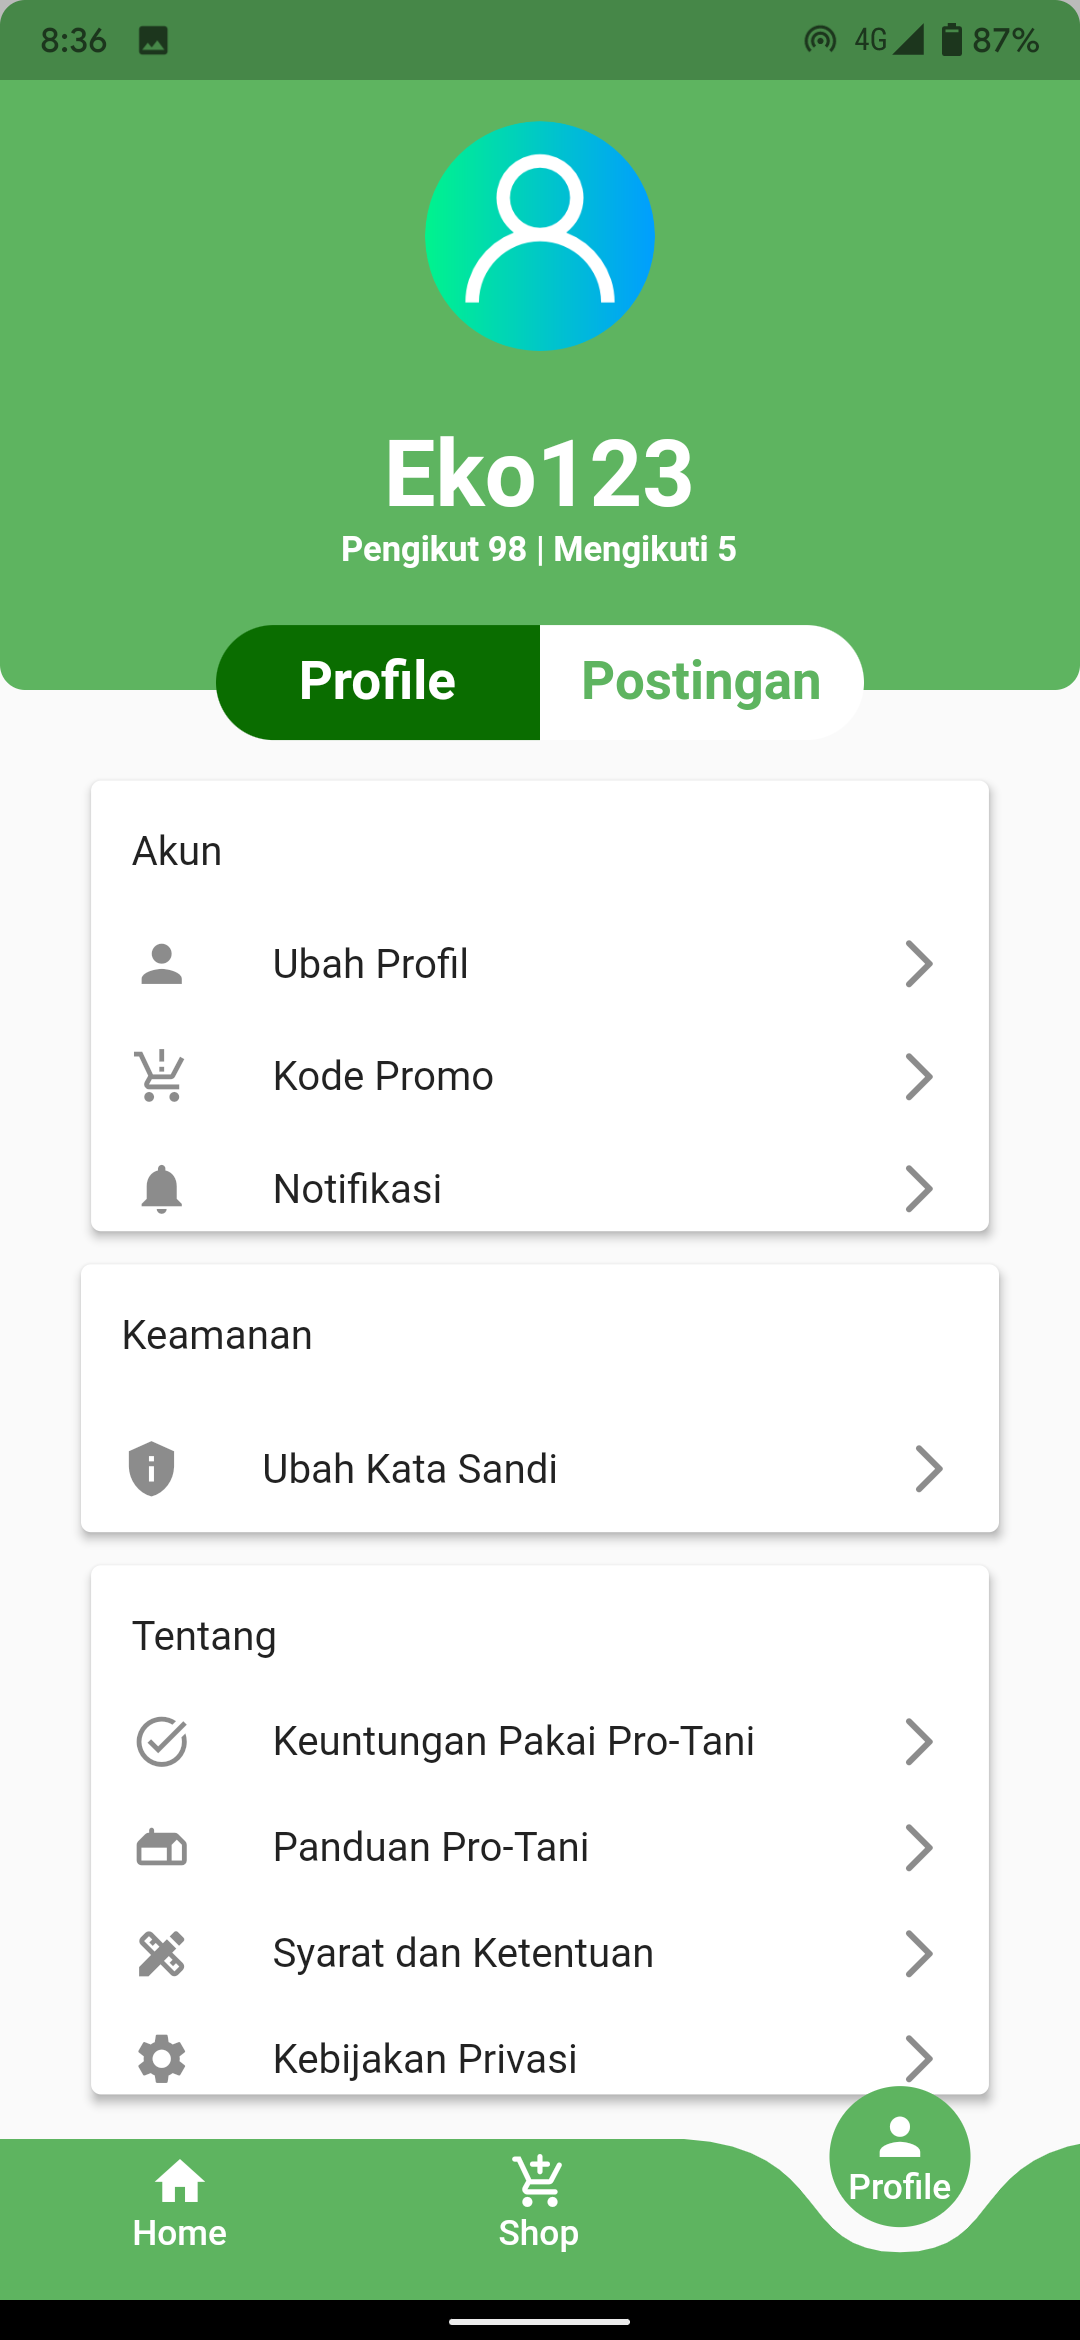 8:36 4G 87%
Eko123
Pengikut 98 | Mengikuti 5
Profile Postingan
Akun
Ubah Profil
Kode Promo
Notifikasi
Keamanan
Ubah Kata Sandi
Tentang
Keuntungan Pakai Pro-Tani
Panduan Pro-Tani
Syarat dan Ketentuan
Kebijakan Privasi
Home Shop Profile